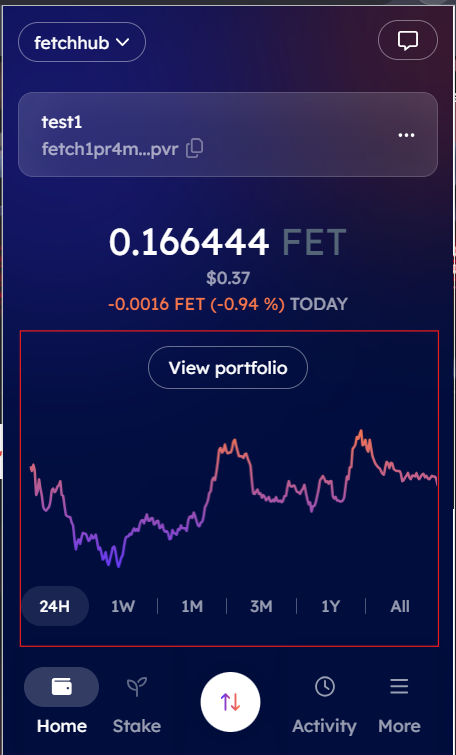 fetchhub
test1
fetch1pr4m...pvr
0.166444 FET
$0.37
-0.0016 FET (-0.94 %) TODAY
View portfolio
24H 1W 1M 3M 1Y All
Home Stake Activity More